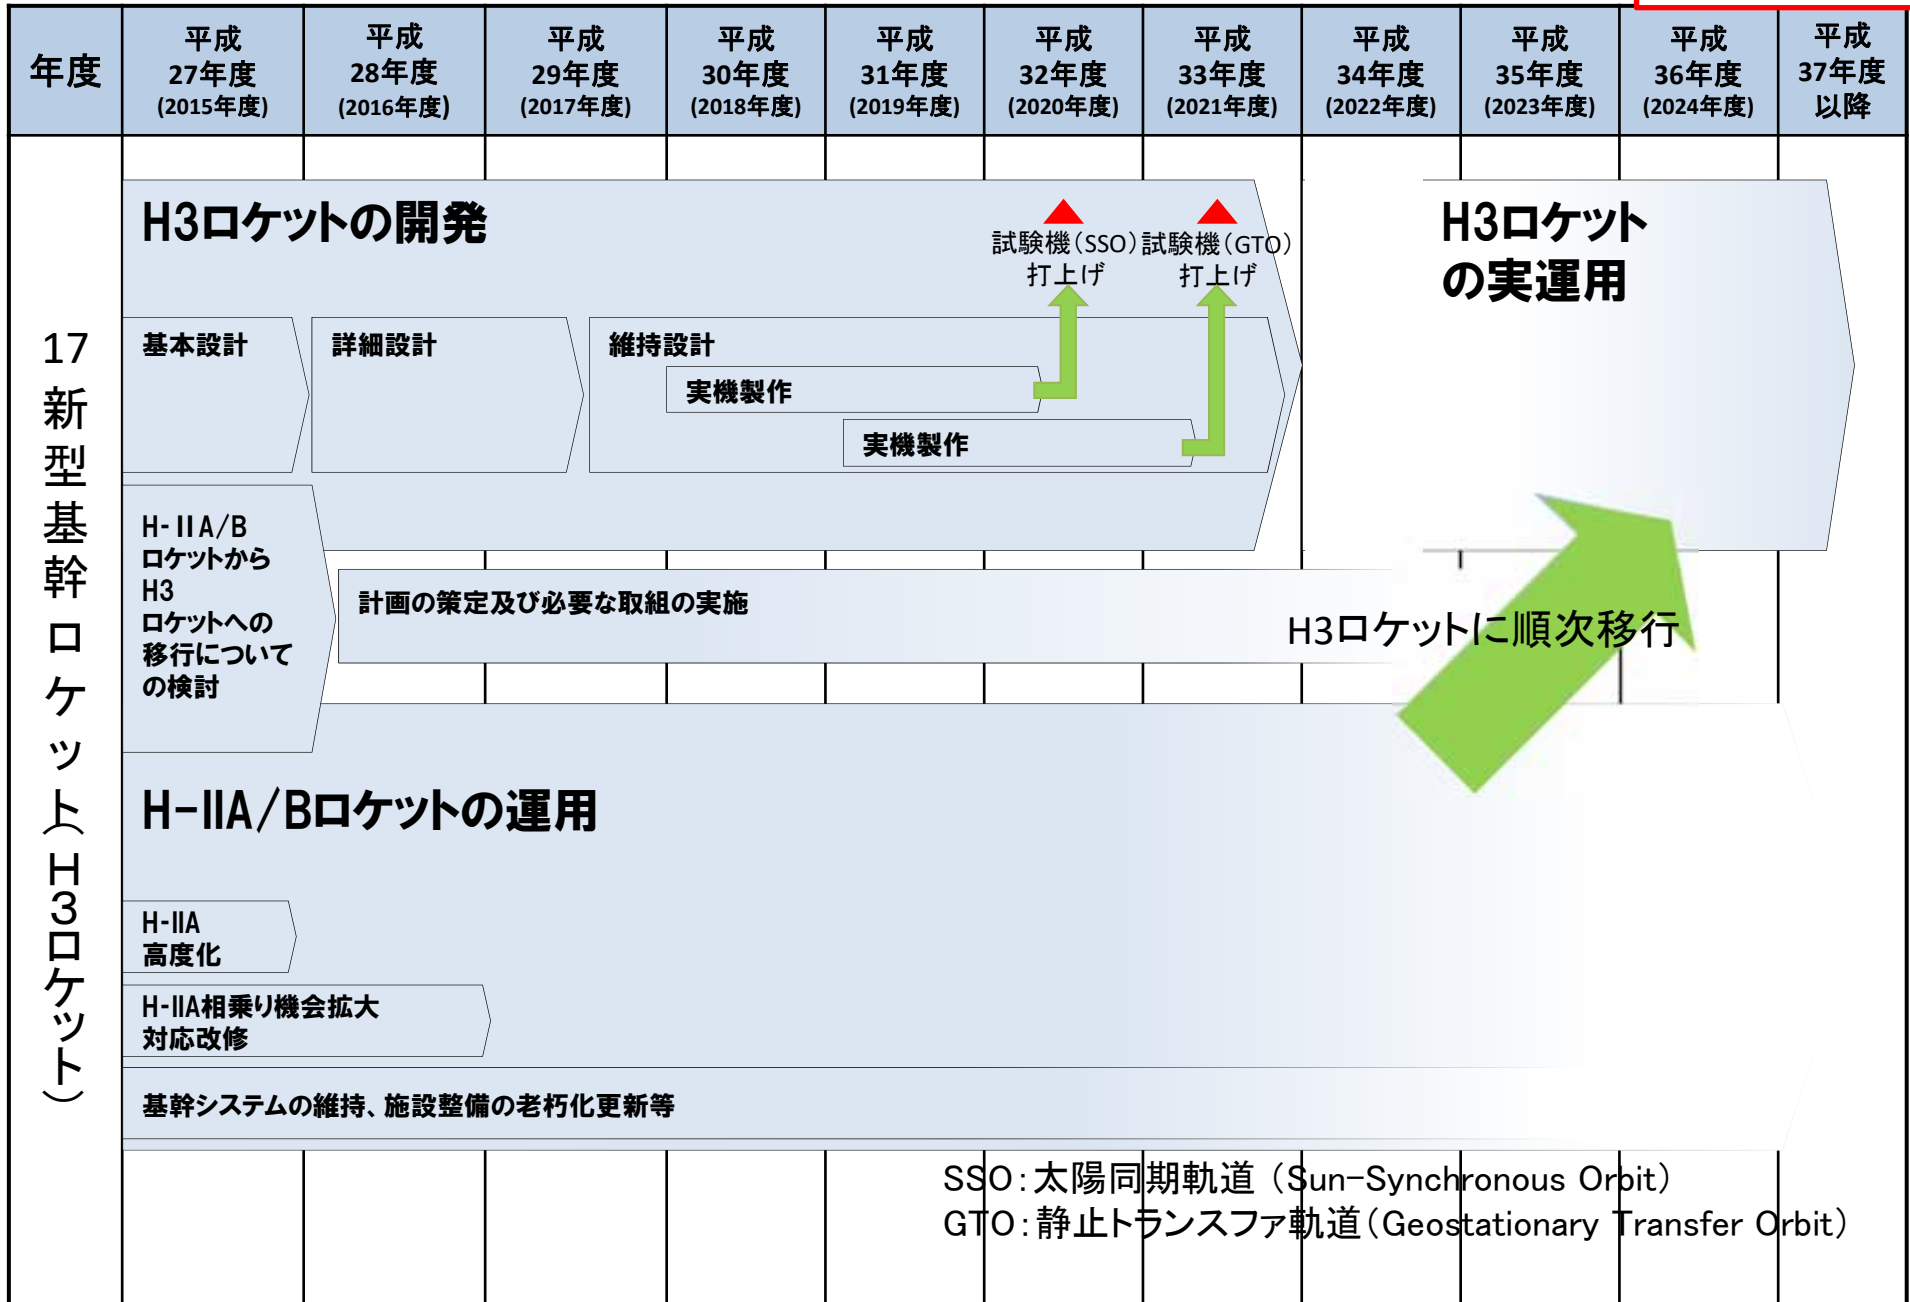 年度
平成
27年度
(2015年度)
平成
28年度
(2016年度)
平成
29年度
(2017年度)
平成
30年度
(2018年度)
平成
31年度
(2019年度)
平成
32年度
(2020年度)
平成
33年度
(2021年度)
平成
34年度
(2022年度)
平成
35年度
(2023年度)
平成
36年度
(2024年度)
平成
37年度
以降
17新型基幹ロケット(H3ロケット)
H3ロケットの開発
試験機(SSO)
打上げ
試験機(GTO)
打上げ
H3ロケット
の実運用
基本設計
詳細設計
維持設計
実機製作
実機製作
H-ⅡA/B
ロケットから
H3
ロケットへの
移行について
の検討
計画の策定及び必要な取組の実施
H3ロケットに順次移行
H-ⅡA/Bロケットの運用
H-ⅡA
高度化
H-ⅡA相乗り機会拡大
対応改修
基幹システムの維持、施設整備の老朽化更新等
SSO:太陽同期軌道 (Sun-Synchronous Orbit)
GTO:静止トランスファ軌道(Geostationary Transfer Orbit)